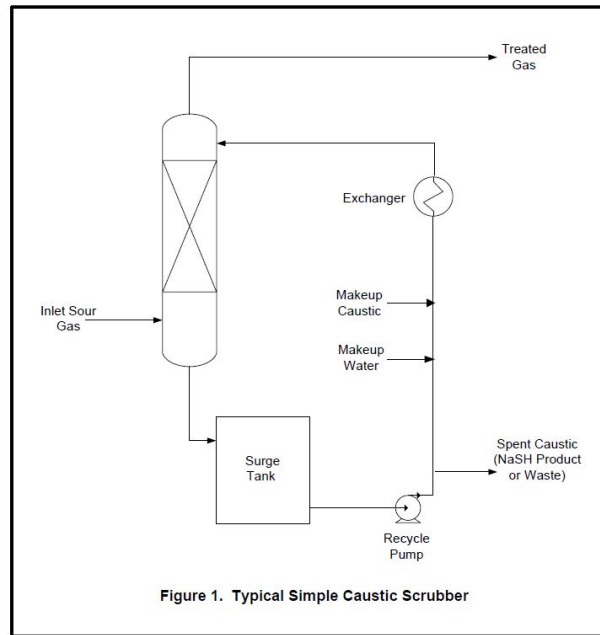 Treated
Gas
Exchanger
Inlet Sour
Gas
Makeup
Caustic
Makeup
Water
Surge
Tank
Spent Caustic
(NaSH Product
or Waste)
Recycle
Pump
Figure 1. Typical Simple Caustic Scrubber